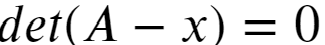 det(A − x) = 0